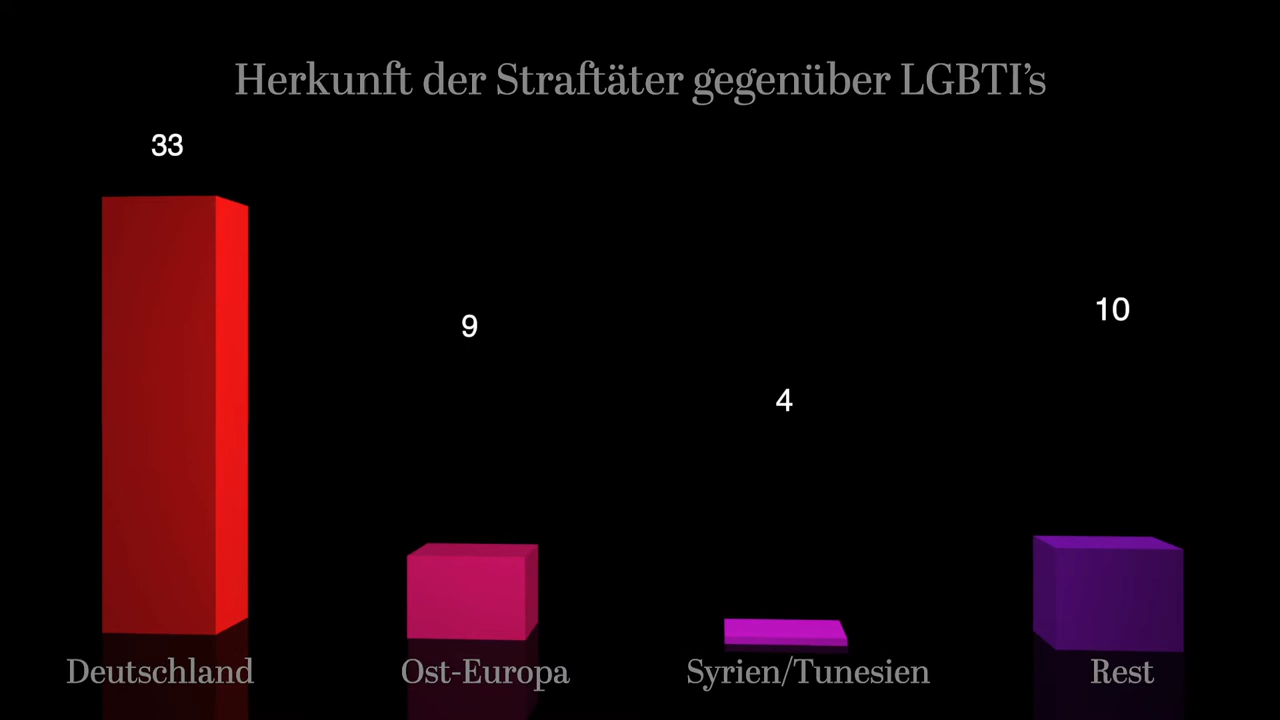 Herkunft der Straftäter gegenüber LGBTI’s
33
9
4
10
Deutschland
Ost-Europa
Syrien/Tunesien
Rest